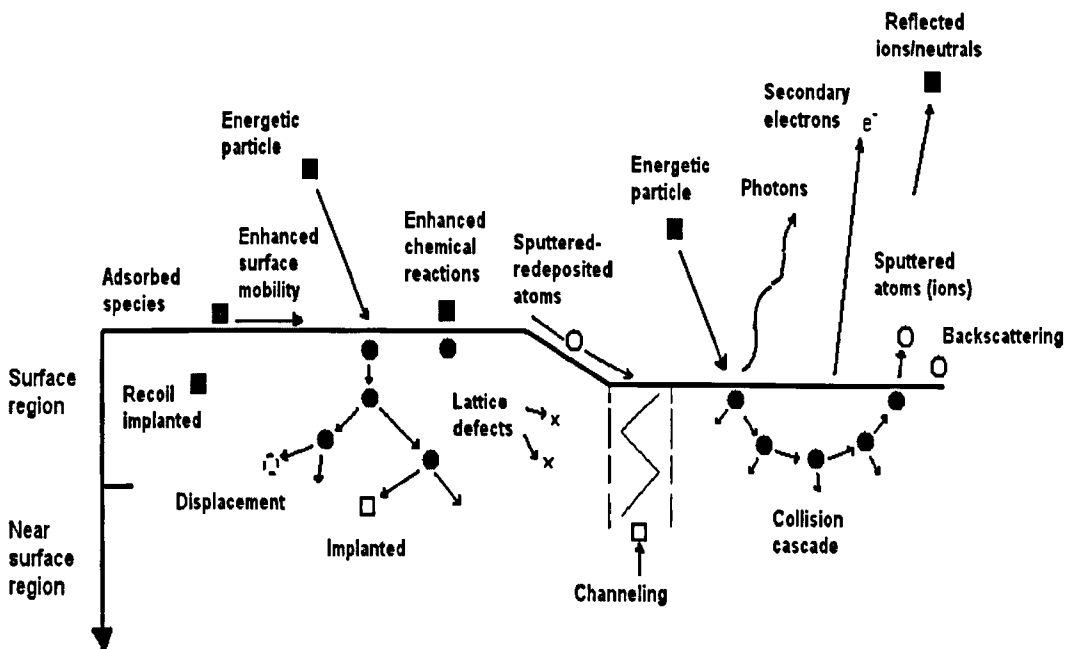 Reflected
ions/neutrals
Secondary
electrons
e-
Energetic
particle
Energetic
particle
Photons
Enhanced
chemical
reactions
Enhanced
surface
mobility
Sputtered-
redeposited
atoms
Adsorbed
species
Sputtered
atoms (ions)
Backscattering
Surface
region
Recoil
implanted
Lattice
defects
x
x
Displacement
Implanted
Collision
cascade
Near
surface
region
Channeling